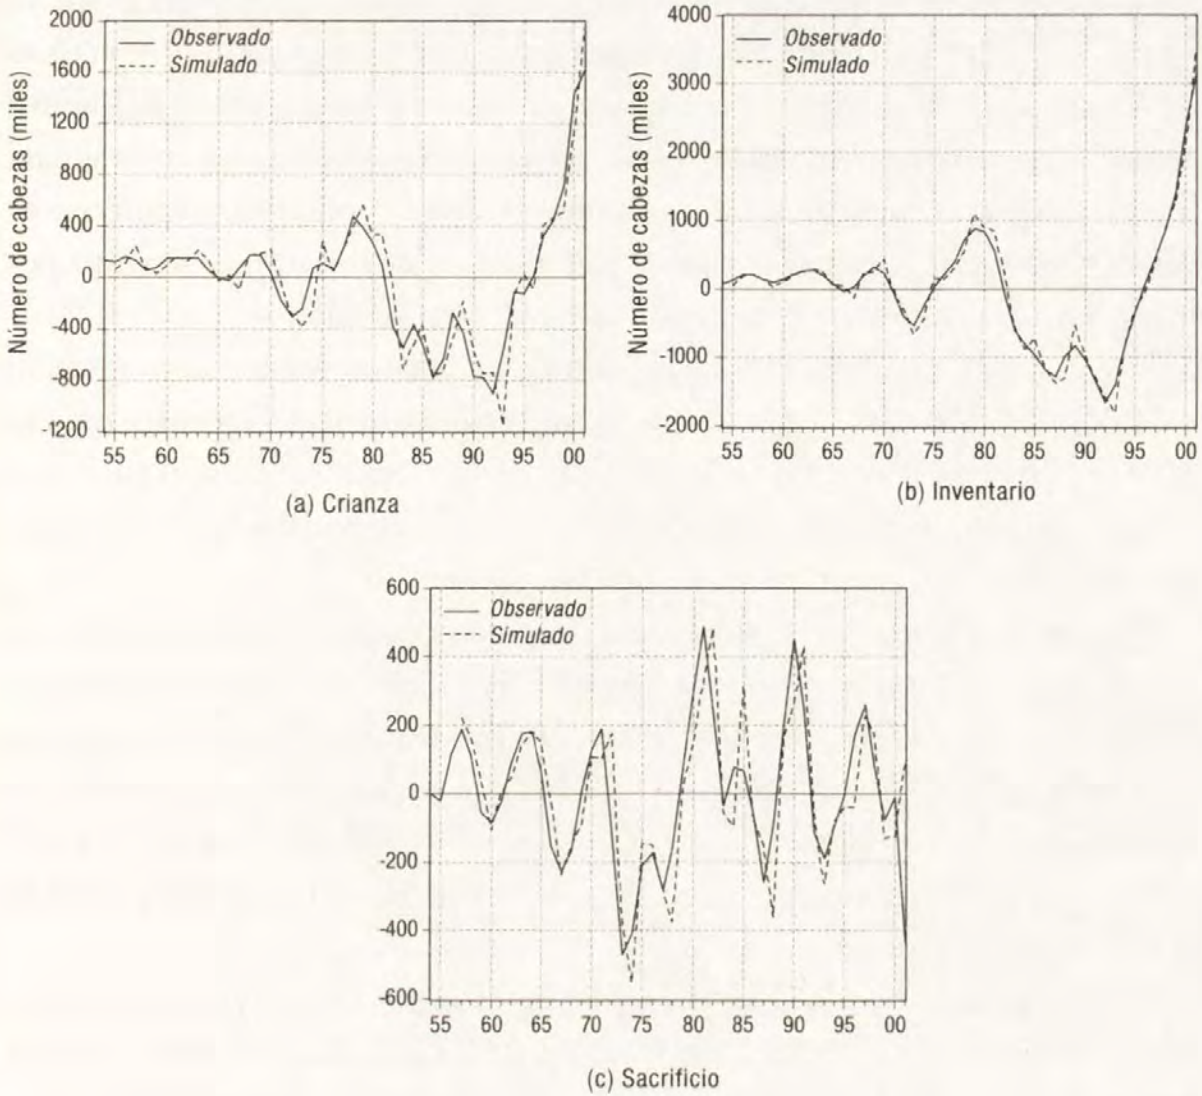 2000
1600
1200
800
400
0
-400
-800
-1200
Número de cabezas (miles)
Observado
Simulado
55 60 65 70 75 80 85 90 95 00
(a) Crianza
4000
3000
2000
1000
0
-1000
-2000
Número de cabezas (miles)
Observado
Simulado
55 60 65 70 75 80 85 90 95 00
(b) Inventario
600
400
200
0
-200
-400
-600
Observado
Simulado
55 60 65 70 75 80 85 90 95 00
(c) Sacrificio